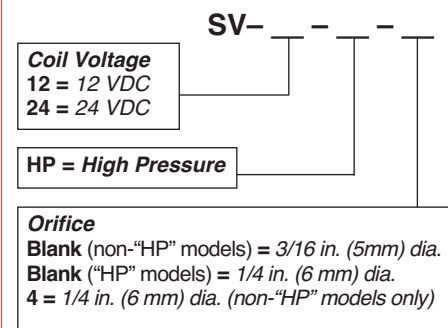 SV– __ – __ – __
Coil Voltage
12 = 12 VDC
24 = 24 VDC
HP = High Pressure
Orifice
Blank (non-“HP” models) = 3/16 in. (5mm) dia.
Blank (“HP” models) = 1/4 in. (6 mm) dia.
4 = 1/4 in. (6 mm) dia. (non-“HP” models only)